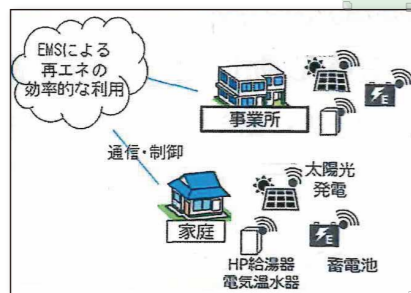 EMSによる
再エネの
効率的な利用
事業所
E
通信・制御
太陽光
発電
家庭
E
HP給湯器
電気温水器
蓄電池